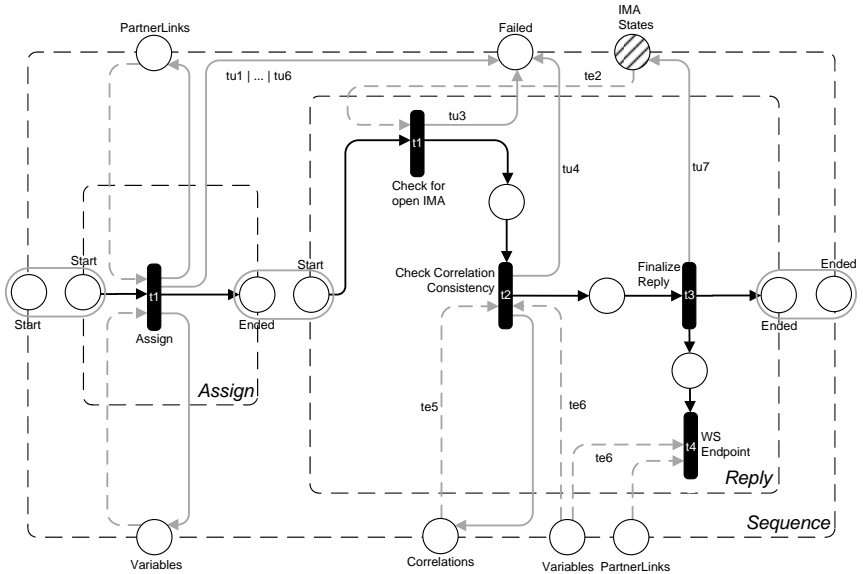 IMA
States
PartnerLinks
Failed
tu1 | ... | tu6
te2
tu3
t1
Check for
open IMA
tu4
tu7
Start
Start
Ended
Check Correlation
Consistency
Finalize
Reply
t1
t2
t3
Start
Assign
Ended
Ended
Assign
te5
te6
t4
WS
Endpoint
te6
Reply
Sequence
Variables
Correlations
Variables
PartnerLinks